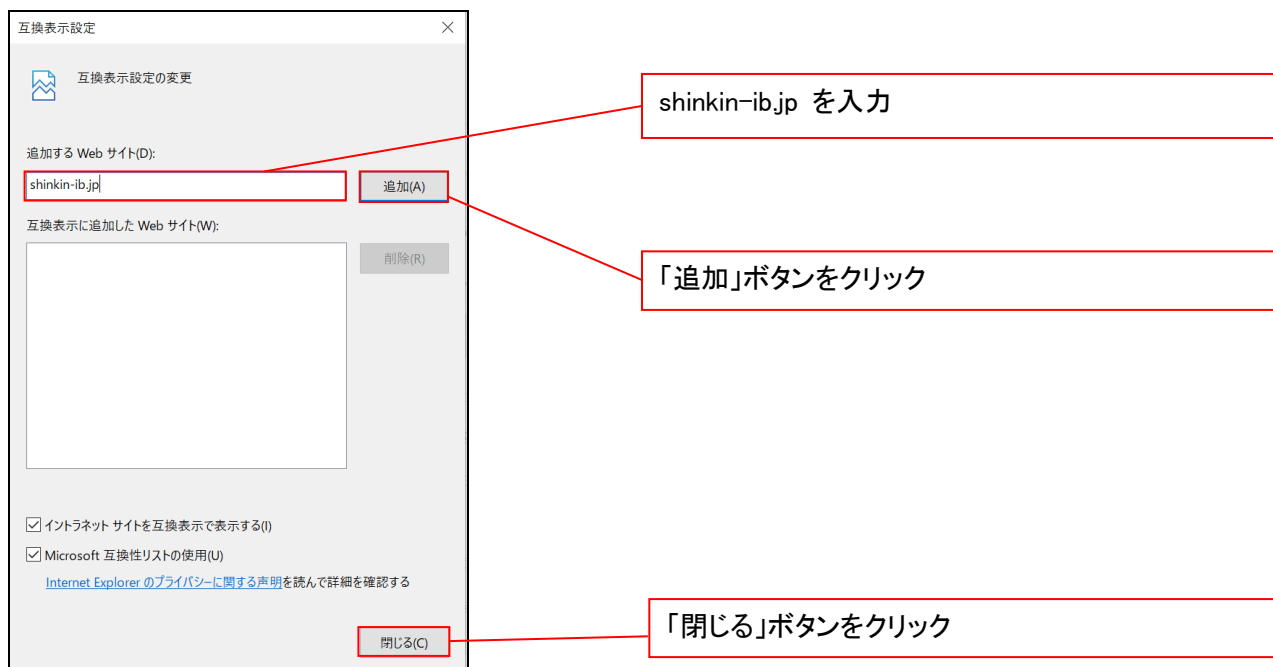 互換表示設定
互換表示設定の変更
shinkin-ib.jp を入力
追加する Web サイト(D):
shinkin-ib.jp
追加(A)
互換表示に追加した Web サイト(W):
削除(R)
「追加」ボタンをクリック
イントラネット サイトを互換表示で表示する(I)
Microsoft 互換性リストの使用(U)
Internet Explorer のプライバシーに関する声明を読んで詳細を確認する
「閉じる」ボタンをクリック
閉じる(C)